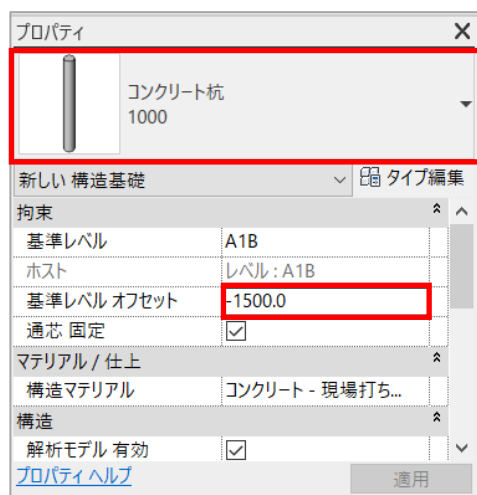 プロパティ
コンクリート杭
1000
新しい 構造基礎 タイプ編集
拘束
基準レベル A1B
ホスト レベル : A1B
基準レベル オフセット -1500.0
通芯 固定
マテリアル / 仕上
構造マテリアル コンクリート - 現場打ち...
構造
解析モデル 有効
プロパティ ヘルプ 適用